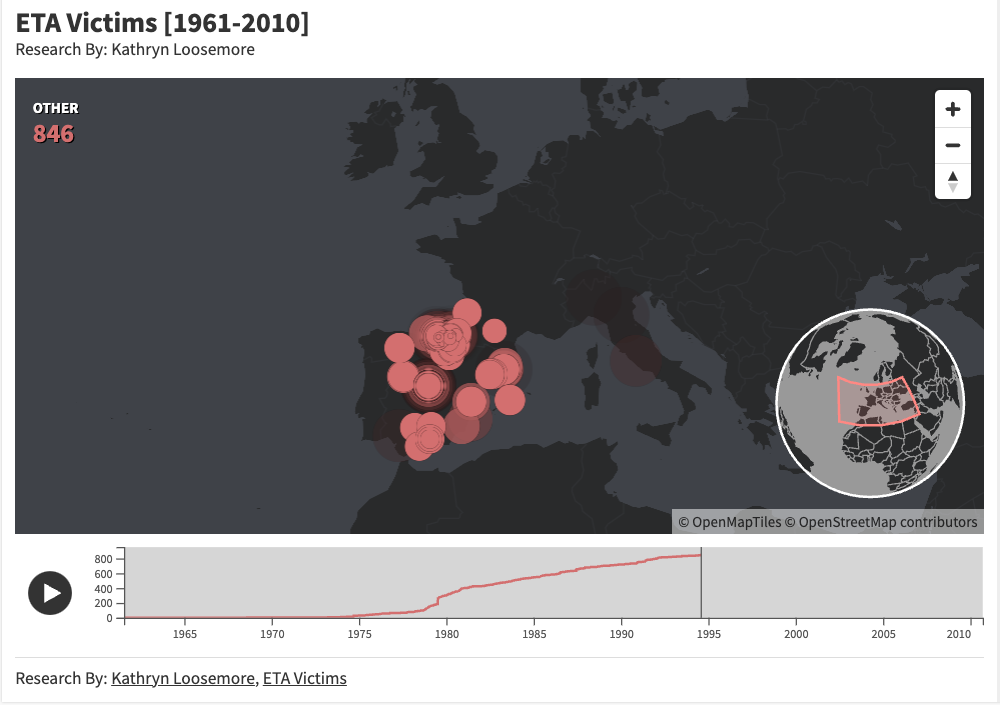 ETA Victims [1961-2010]
Research By: Kathryn Loosemore
OTHER
846
© OpenMapTiles © OpenStreetMap contributors
800
600
400
200
0
1965 1970 1975 1980 1985 1990 1995 2000 2005 2010
Research By: Kathryn Loosemore, ETA Victims